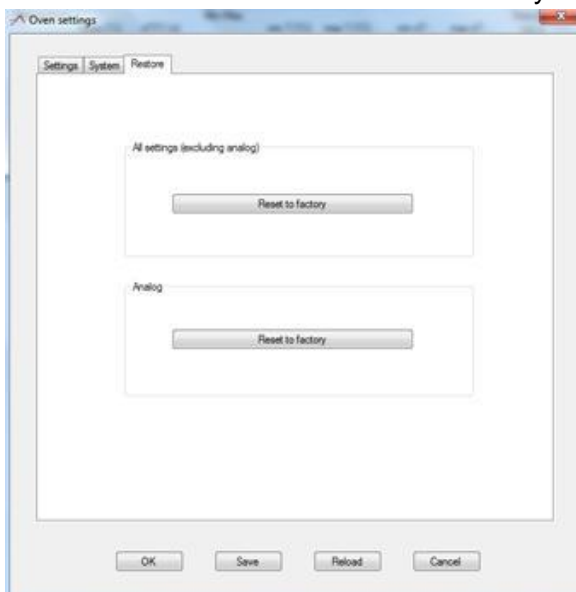 Oven settings
Settings System Restore
All settings (excluding analog)
Reset to factory
Analog
Reset to factory
OK Save Reload Cancel